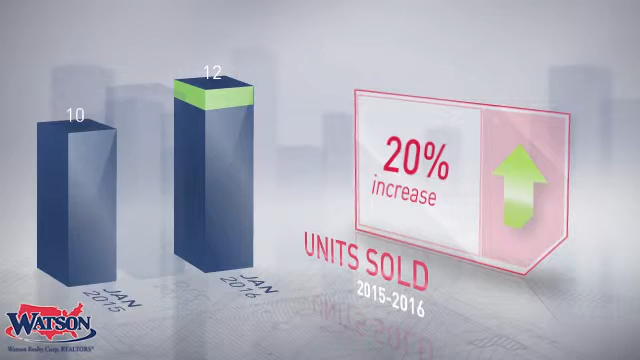 10
12
JAN
2015
JAN
2016
20%
increase
UNITS SOLD
2015-2016
WATSON
Watson Realty Corp. REALTORS®